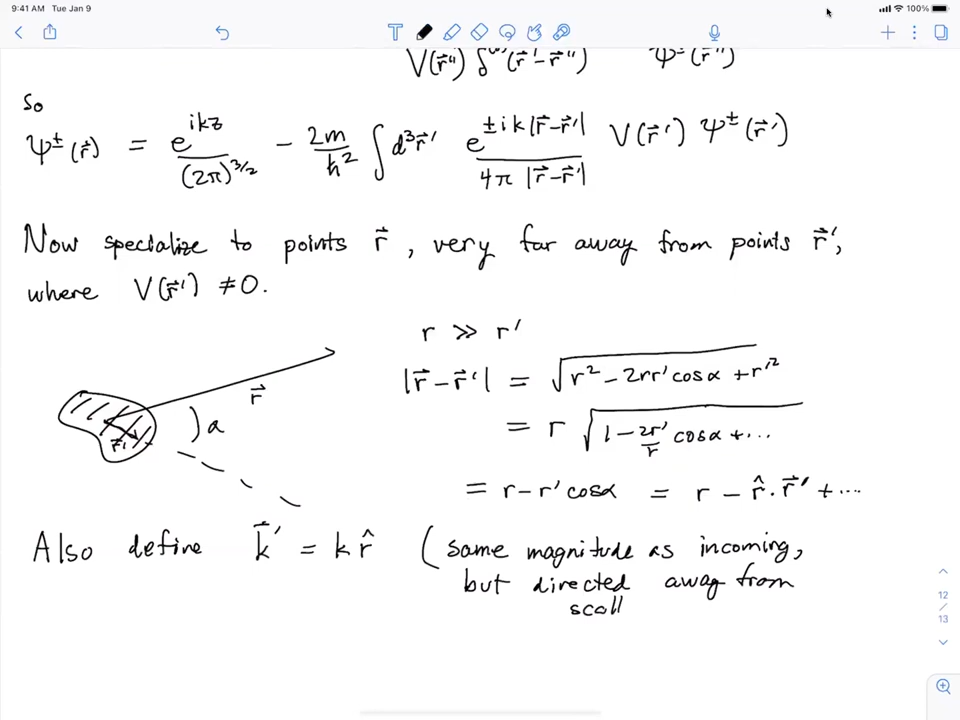 9:41 AM Tue Jan 9
100%
V(r⃗'') δ⁽³⁾(r⃗'-r⃗'') ψ±(r⃗'')
So
ψ±(r⃗) = e^{ikz}/(2π)^{3/2} - 2m/ħ² ∫d³r⃗' e^{±ik|r⃗-r⃗'|}/(4π |r⃗-r⃗'|) V(r⃗') ψ±(r⃗')
Now specialize to points r⃗, very far away from points r⃗',
where V(r⃗') ≠ 0.
r ≫ r'
|r⃗-r⃗'| = √(r² - 2rr' cosα + r'²)
r⃗
α
r⃗'
= r √(1 - 2r'/r cosα + ...
= r - r' cosα = r - r̂·r⃗' + ....
Also define k⃗' = k r̂ (same magnitude as incoming,
but directed away from
scall
12
/
13